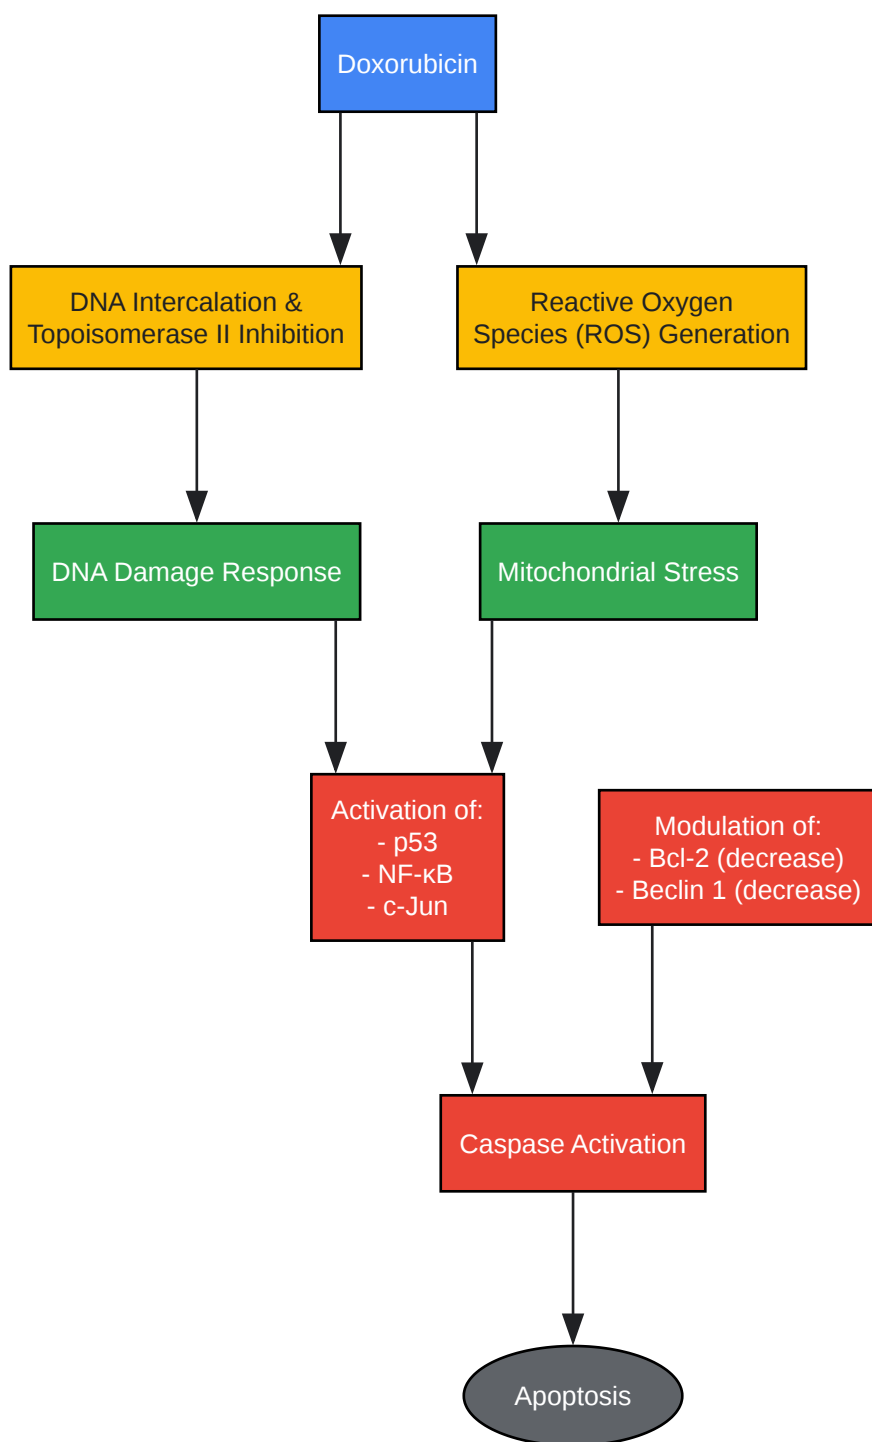 Doxorubicin
DNA Intercalation &
Topoisomerase II Inhibition
Reactive Oxygen
Species (ROS) Generation
DNA Damage Response
Mitochondrial Stress
Activation of:
- p53
- NF-κB
- c-Jun
Modulation of:
- Bcl-2 (decrease)
- Beclin 1 (decrease)
Caspase Activation
Apoptosis